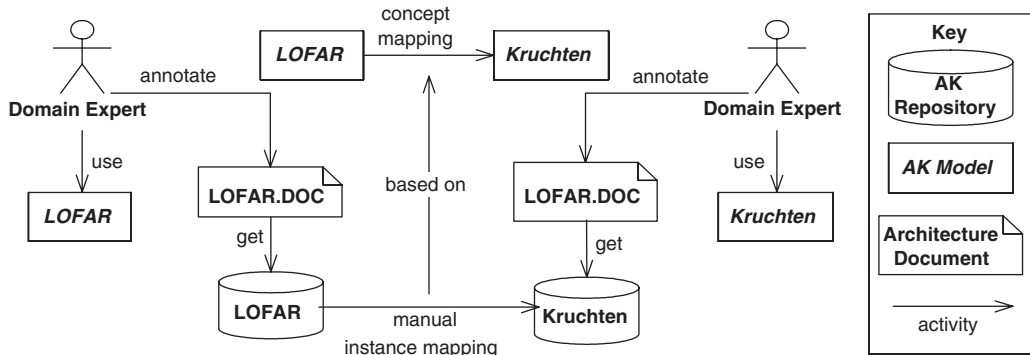 concept
mapping
LOFAR
Kruchten
annotate
annotate
Domain Expert
Domain Expert
use
use
LOFAR
LOFAR.DOC
based on
LOFAR.DOC
Kruchten
get
get
LOFAR
manual
instance mapping
Kruchten
Key
AK
Repository
AK Model
Architecture
Document
activity